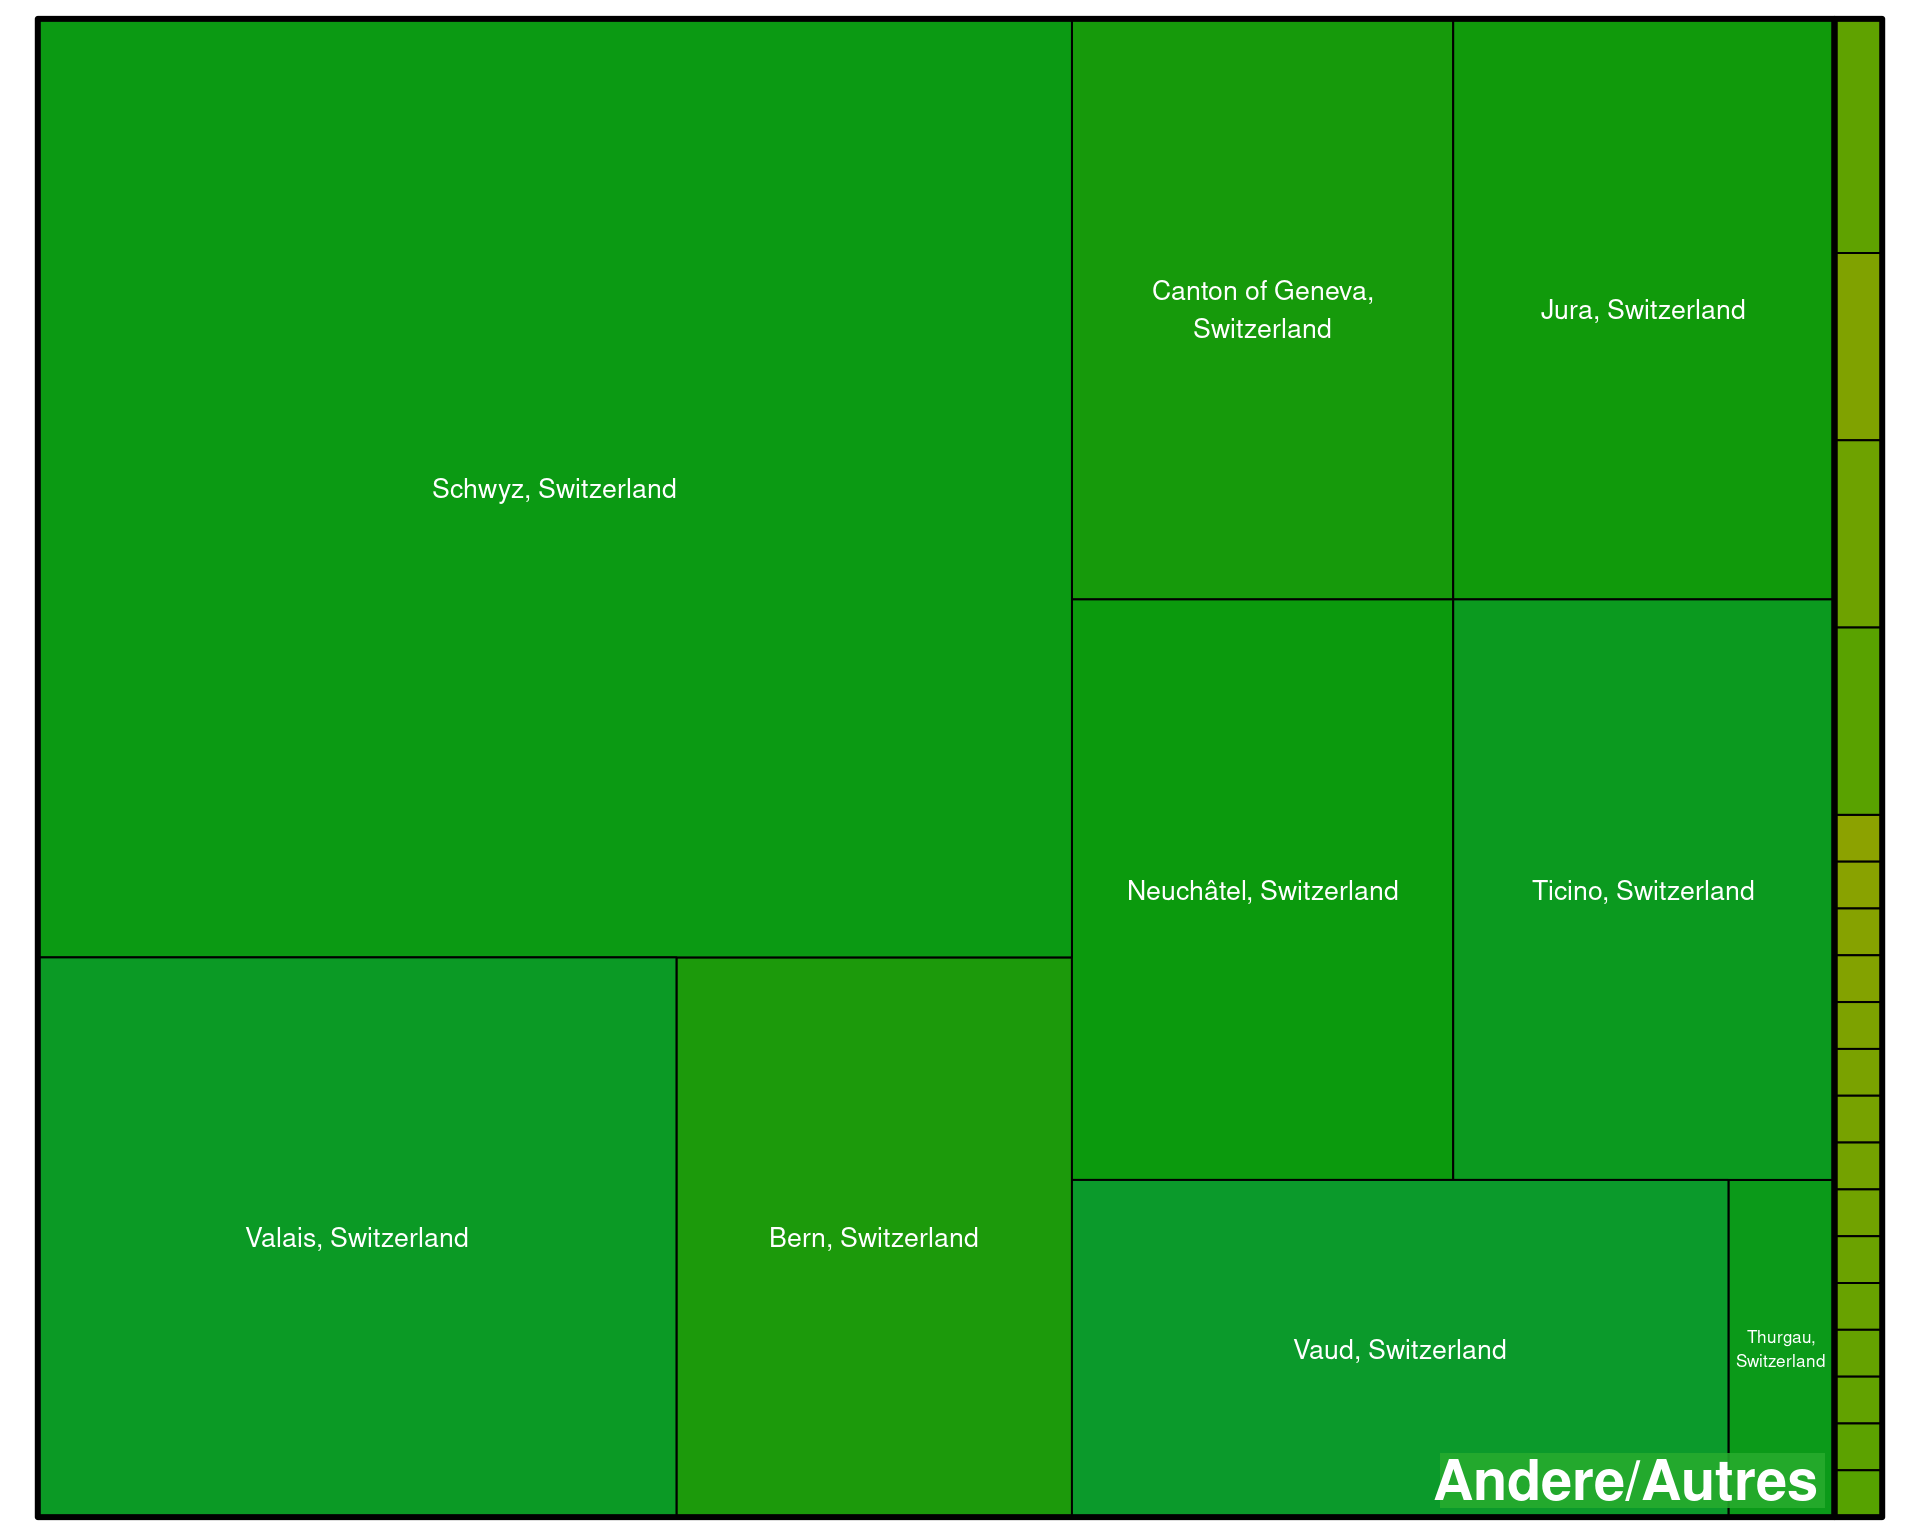 Schwyz, Switzerland
Canton of Geneva,
Switzerland
Jura, Switzerland
Neuchâtel, Switzerland
Ticino, Switzerland
Valais, Switzerland
Bern, Switzerland
Vaud, Switzerland
Thurgau,
Switzerland
Andere/Autres